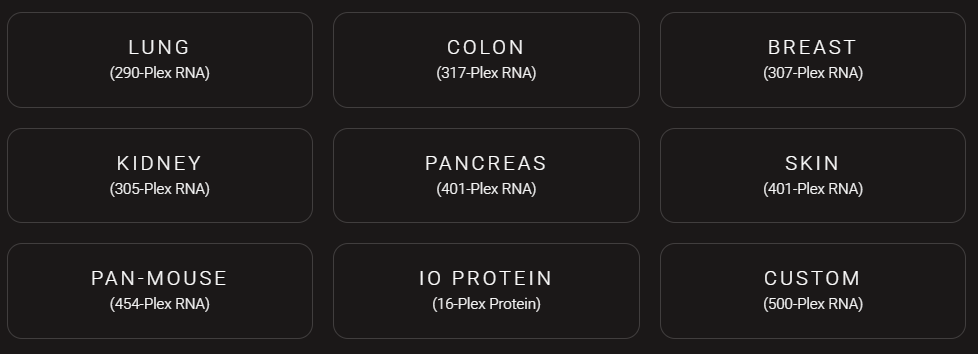 LUNG
(290-Plex RNA)
COLON
(317-Plex RNA)
BREAST
(307-Plex RNA)
KIDNEY
(305-Plex RNA)
PANCREAS
(401-Plex RNA)
SKIN
(401-Plex RNA)
PAN-MOUSE
(454-Plex RNA)
IO PROTEIN
(16-Plex Protein)
CUSTOM
(500-Plex RNA)